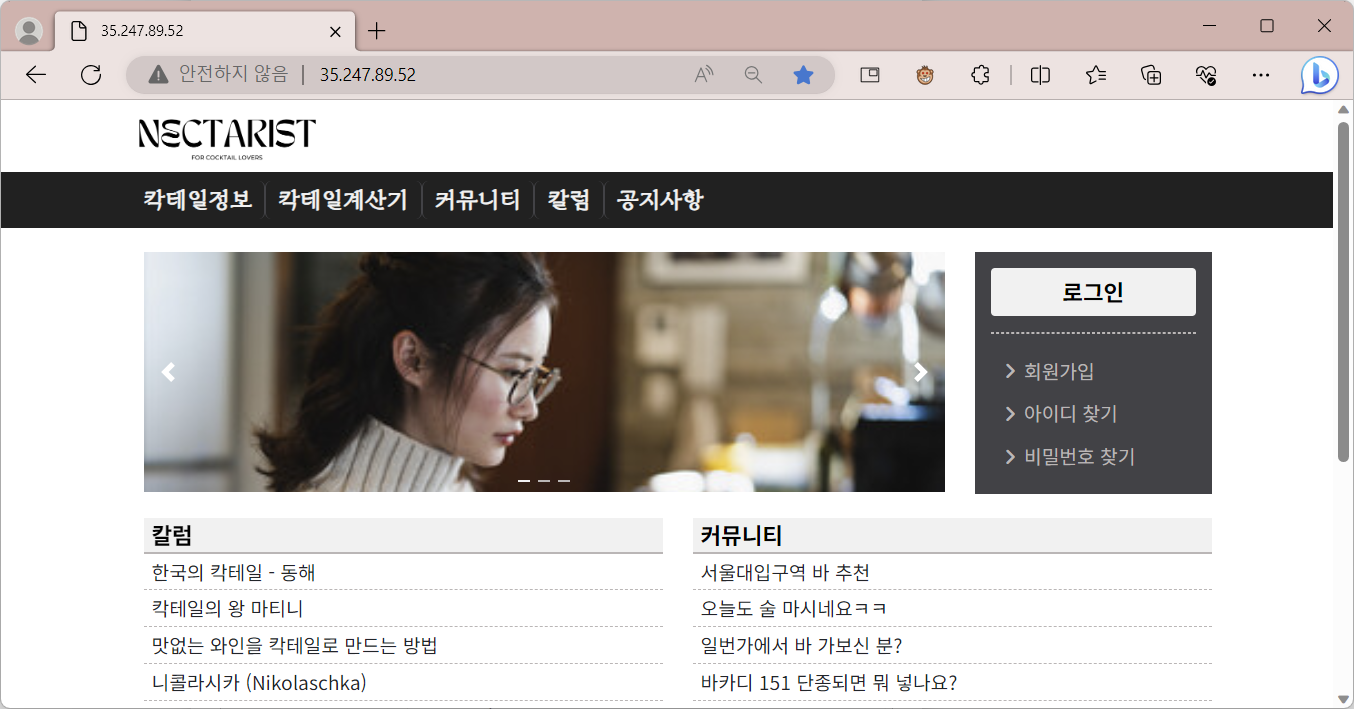 35.247.89.52
안전하지 않음 | 35.247.89.52
NECTARIST
FOR COCKTAIL LOVERS
칵테일정보 칵테일계산기 커뮤니티 칼럼 공지사항
로그인
회원가입
아이디 찾기
비밀번호 찾기
칼럼
한국의 칵테일 - 동해
칵테일의 왕 마티니
맛없는 와인을 칵테일로 만드는 방법
니콜라시카 (Nikolaschka)
커뮤니티
서울대입구역 바 추천
오늘도 술 마시네요ㅋㅋ
일번가에서 바 가보신 분?
바카디 151 단종되면 뭐 넣나요?